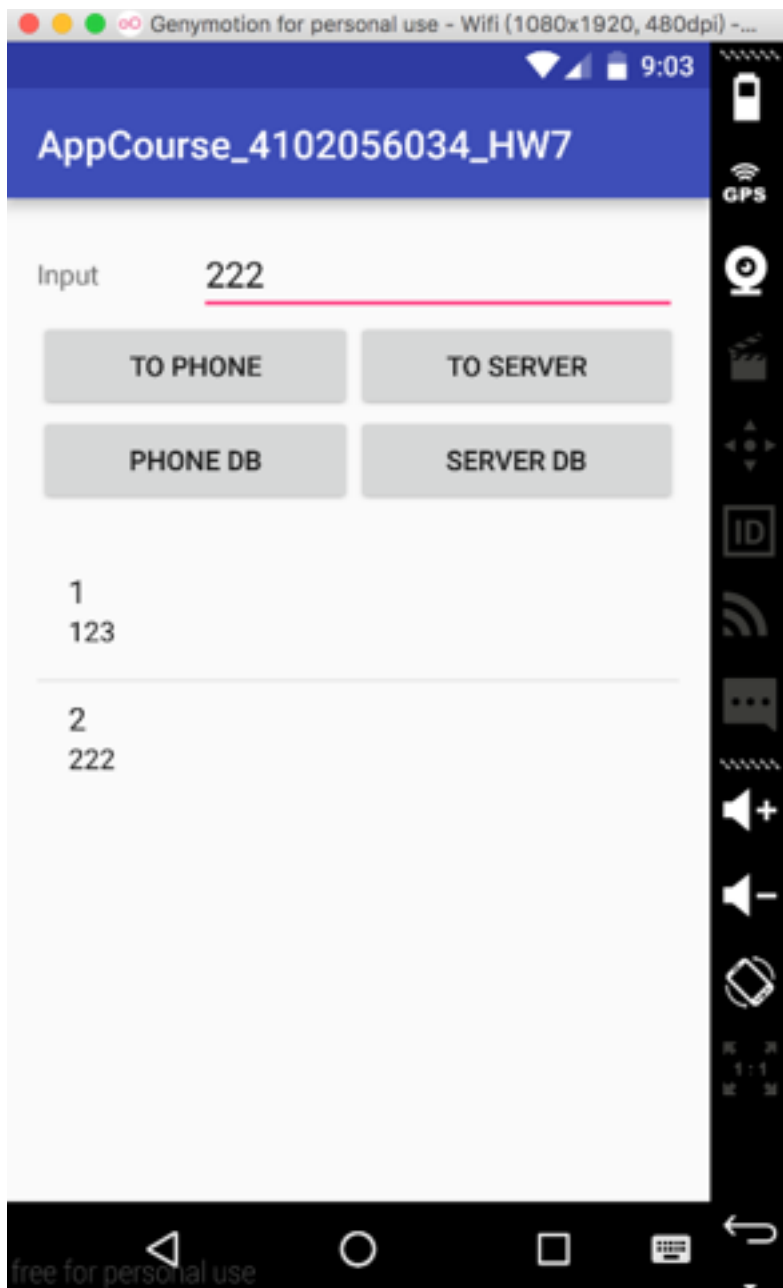 Genymotion for personal use - Wifi (1080x1920, 480dpi) -...
9:03
AppCourse_4102056034_HW7
GPS
Input 222
TO PHONE TO SERVER
PHONE DB SERVER DB
ID
1
123
2
222
1:1
free for personal use